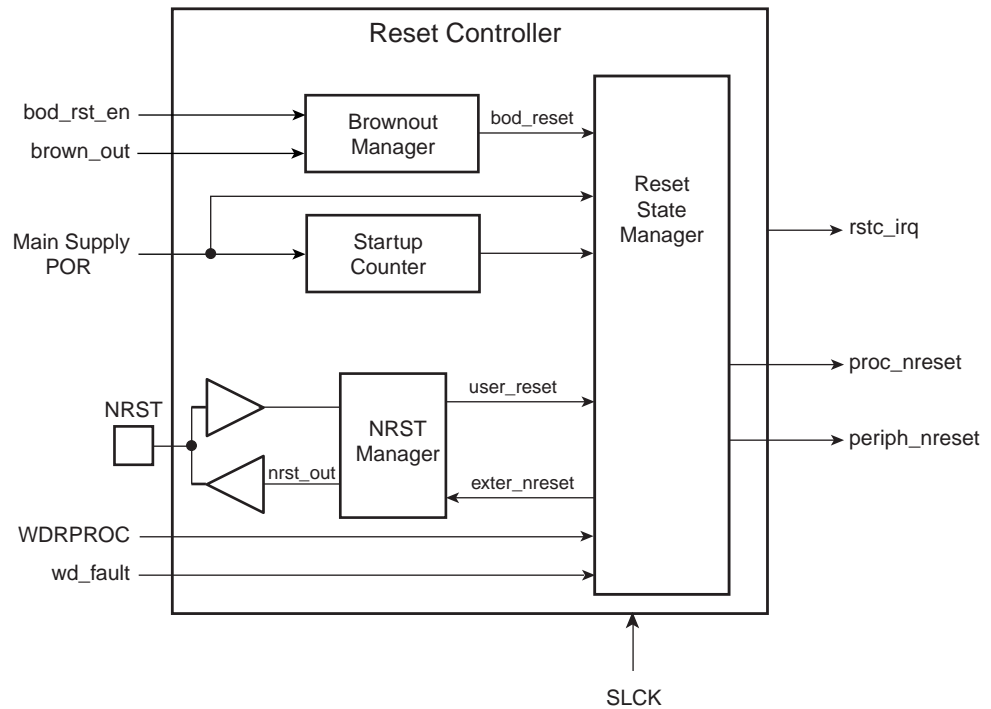 Reset Controller
bod_rst_en
brown_out
Brownout
Manager
bod_reset
Main Supply
POR
Startup
Counter
Reset
State
Manager
rstc_irq
proc_nreset
periph_nreset
NRST
NRST
Manager
user_reset
nrst_out
exter_nreset
WDRPROC
wd_fault
SLCK